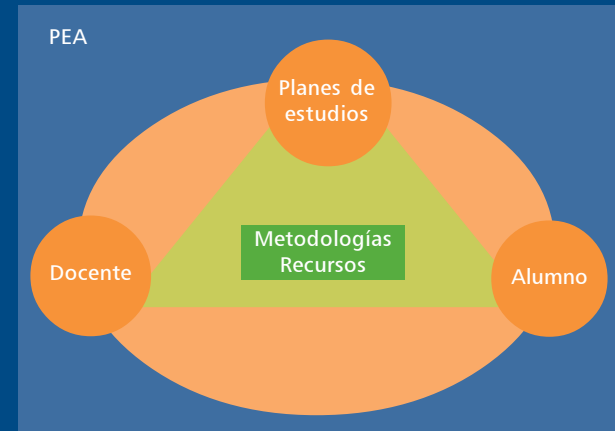 PEA
Planes de
estudios
Metodologías
Recursos
Docente
Alumno